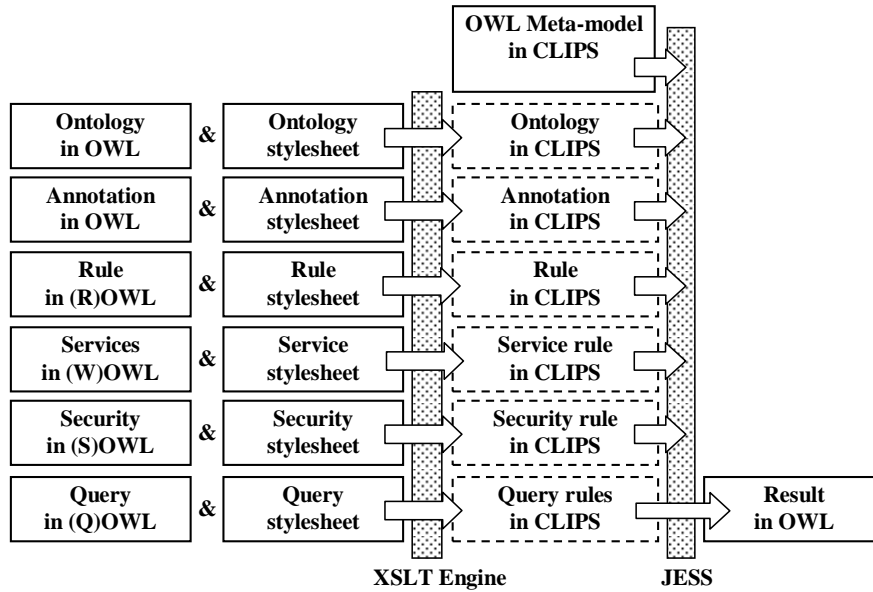 OWL Meta-model
in CLIPS
Ontology
in OWL
&
Ontology
stylesheet
Ontology
in CLIPS
Annotation
in OWL
&
Annotation
stylesheet
Annotation
in CLIPS
Rule
in (R)OWL
&
Rule
stylesheet
Rule
in CLIPS
Services
in (W)OWL
&
Service
stylesheet
Service rule
in CLIPS
Security
in (S)OWL
&
Security
stylesheet
Security rule
in CLIPS
Query
in (Q)OWL
&
Query
stylesheet
Query rules
in CLIPS
Result
in OWL
XSLT Engine
JESS